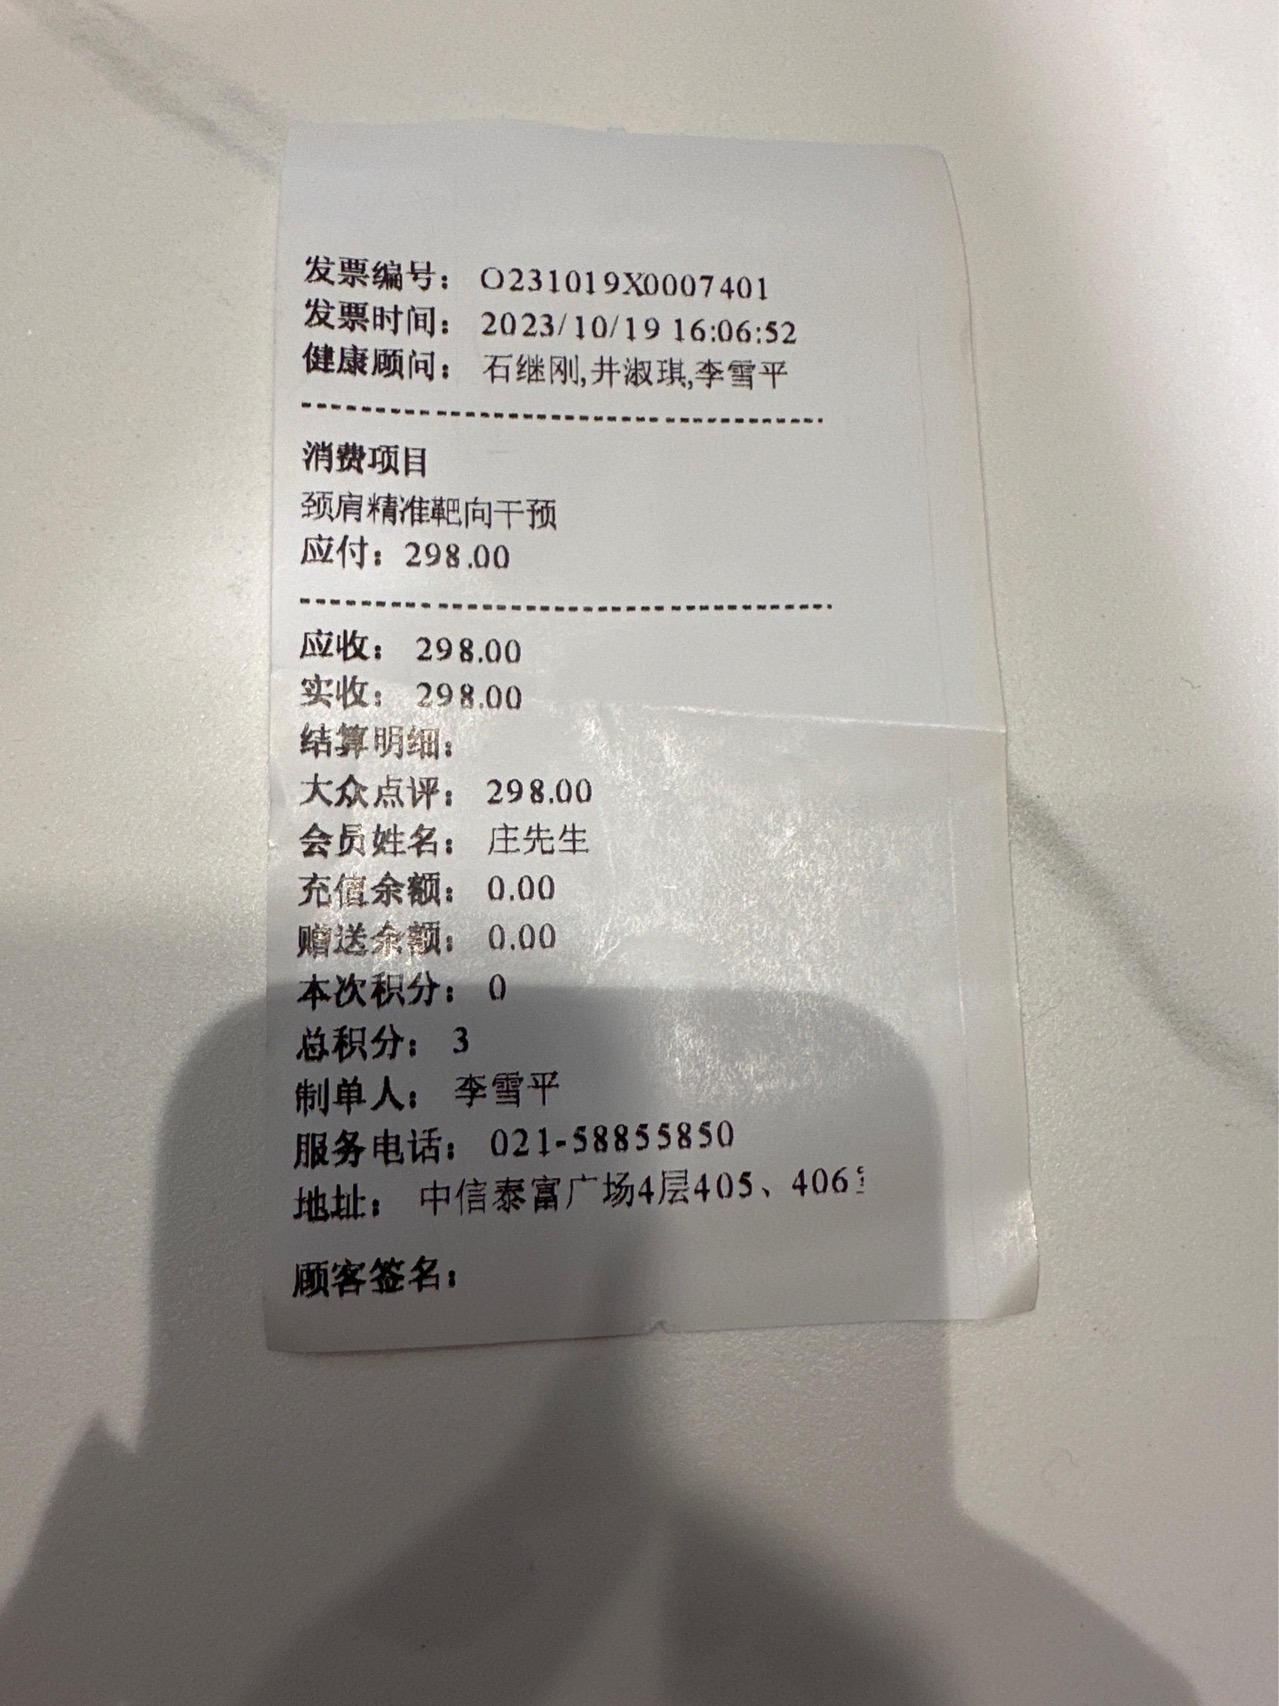 发票编号： O231019X0007401
发票时间： 2023/10/19 16:06:52
健康顾问： 石继刚,井淑琪,李雪平
消费项目
颈肩精准靶向干预
应付：298.00
应收： 298.00
实收： 298.00
结算明细：
大众点评： 298.00
会员姓名： 庄先生
充值余额： 0.00
赠送余额： 0.00
本次积分： 0
总积分： 3
制单人： 李雪平
服务电话： 021-58855850
地址： 中信泰富广场4层405、406
顾客签名：